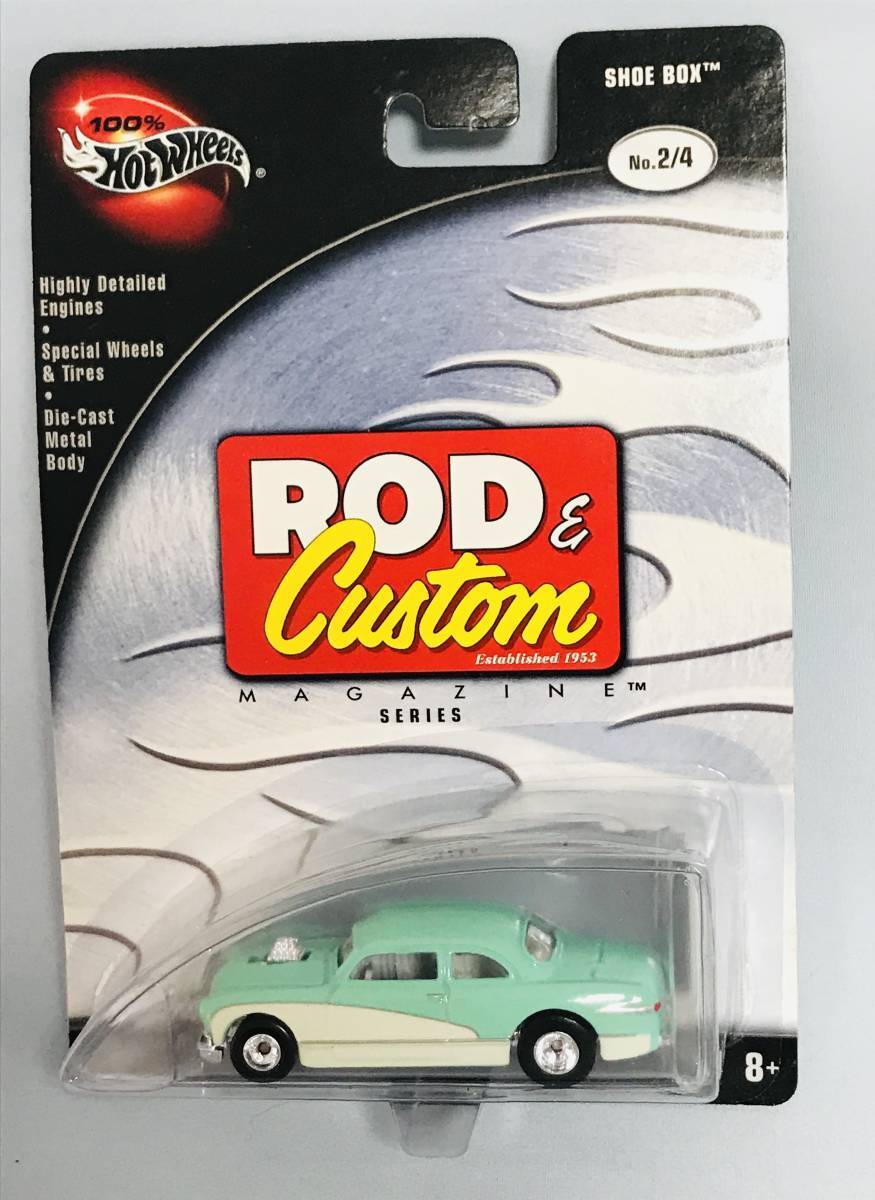 100%
Hot Wheels®
SHOE BOX™
No.2/4
Highly Detailed
Engines
•
Special Wheels
& Tires
•
Die-Cast
Metal
Body
ROD &
Custom
Established 1953
MAGAZINE™
SERIES
8+